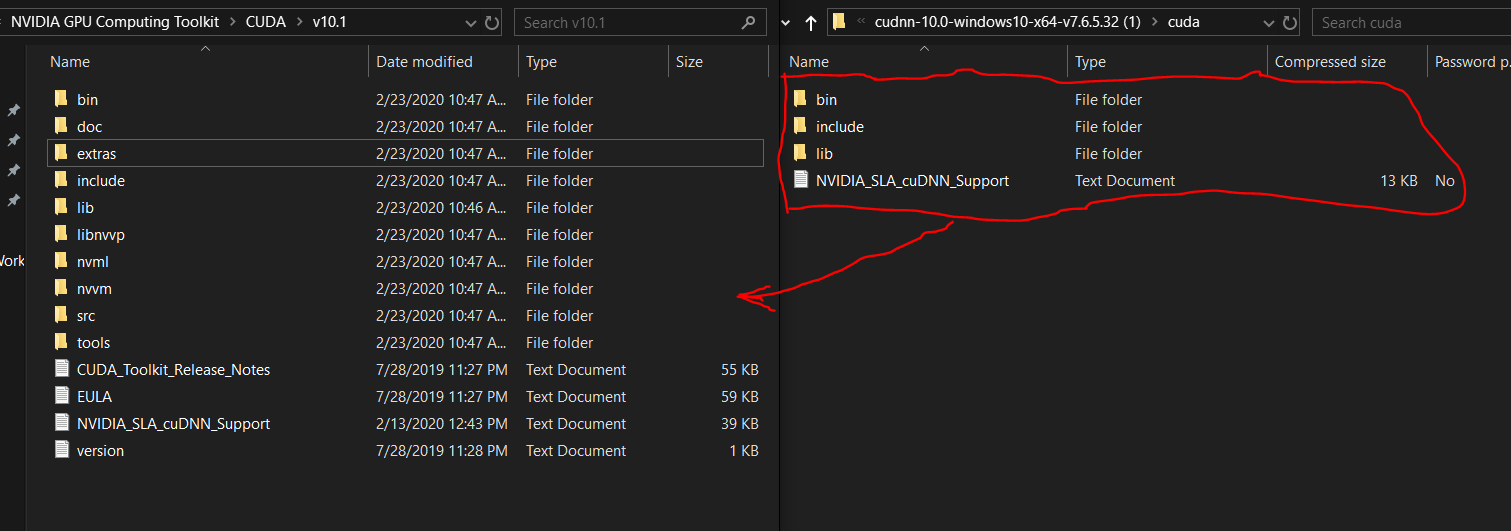 NVIDIA GPU Computing Toolkit > CUDA > v10.1
Search v10.1
Name Date modified Type Size
bin 2/23/2020 10:47 A... File folder
doc 2/23/2020 10:47 A... File folder
extras 2/23/2020 10:47 A... File folder
include 2/23/2020 10:47 A... File folder
lib 2/23/2020 10:46 A... File folder
libnvvp 2/23/2020 10:47 A... File folder
nvml 2/23/2020 10:47 A... File folder
nvvm 2/23/2020 10:47 A... File folder
src 2/23/2020 10:47 A... File folder
tools 2/23/2020 10:47 A... File folder
CUDA_Toolkit_Release_Notes 7/28/2019 11:27 PM Text Document 55 KB
EULA 7/28/2019 11:27 PM Text Document 59 KB
NVIDIA_SLA_cuDNN_Support 2/13/2020 12:43 PM Text Document 39 KB
version 7/28/2019 11:28 PM Text Document 1 KB
Work
« cudnn-10.0-windows10-x64-v7.6.5.32 (1) > cuda
Search cuda
Name Type Compressed size Password p.
bin File folder
include File folder
lib File folder
NVIDIA_SLA_cuDNN_Support Text Document 13 KB No